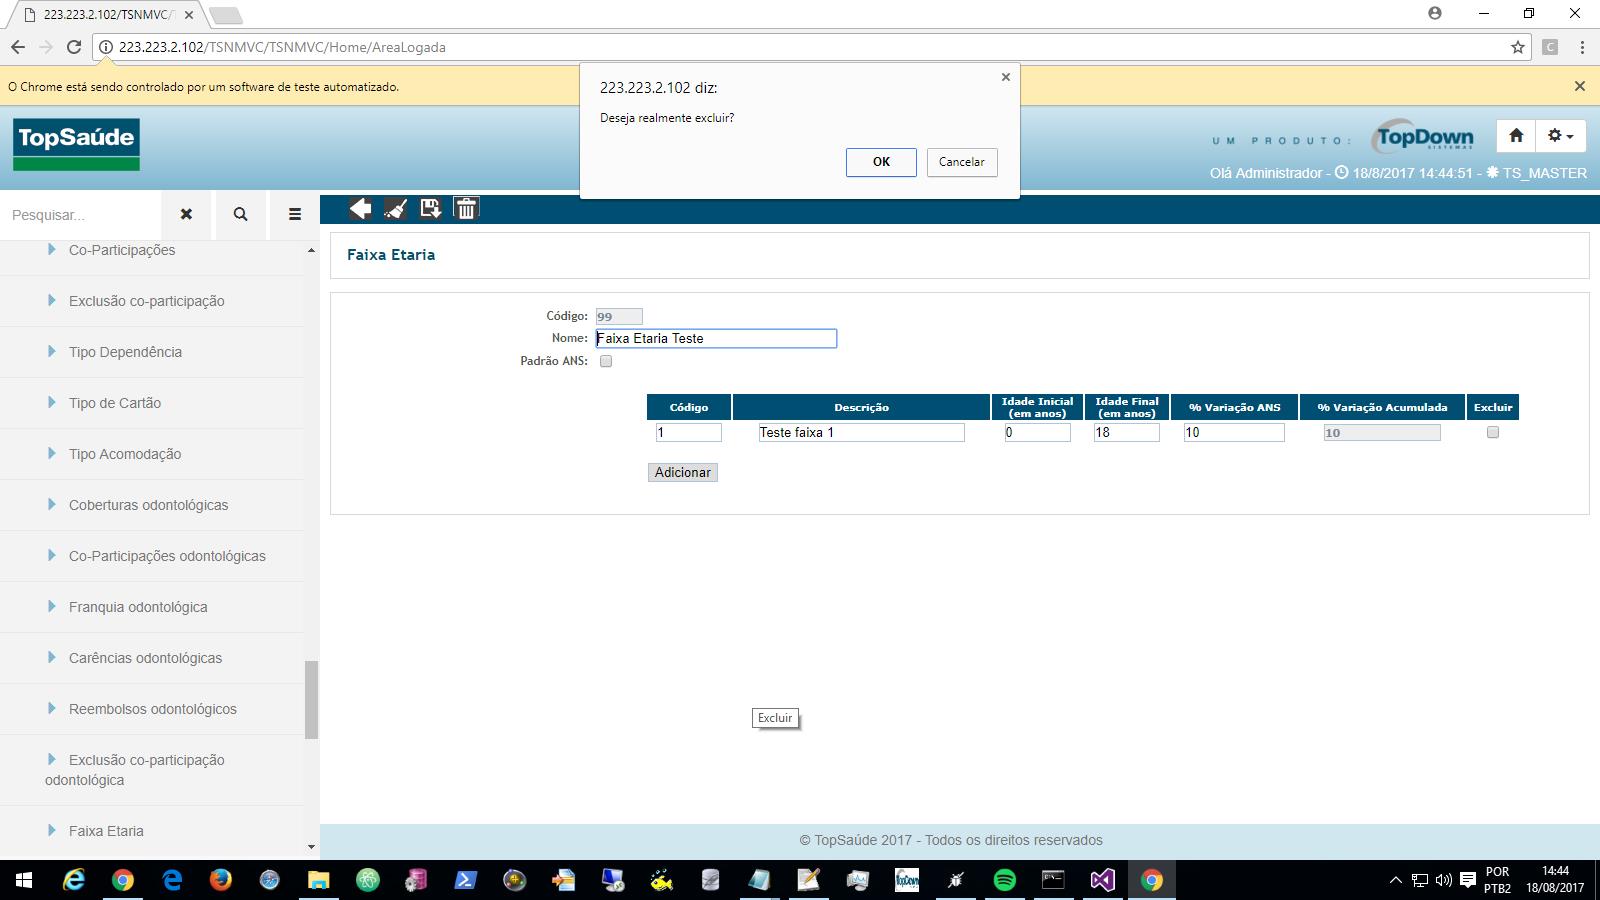 223.223.2.102/TSNMVC/T
223.223.2.102/TSNMVC/TSNMVC/Home/AreaLogada
C
O Chrome está sendo controlado por um software de teste automatizado.
223.223.2.102 diz:
Deseja realmente excluir?
OK
Cancelar
TopSaúde
UM PRODUTO:
TopDown
SISTEMAS
Olá Administrador - 18/8/2017 14:44:51 - TS_MASTER
Pesquisar...
Co-Participações
Exclusão co-participação
Tipo Dependência
Tipo de Cartão
Tipo Acomodação
Coberturas odontológicas
Co-Participações odontológicas
Franquia odontológica
Carências odontológicas
Reembolsos odontológicos
Exclusão co-participação
odontológica
Faixa Etaria
Faixa Etaria
Código: 99
Nome: Faixa Etaria Teste
Padrão ANS:
Código Descrição Idade Inicial (em anos) Idade Final (em anos) % Variação ANS % Variação Acumulada Excluir
1 Teste faixa 1 0 18 10 10
Adicionar
Excluir
© TopSaúde 2017 - Todos os direitos reservados
TopDown
POR
PTB2
14:44
18/08/2017